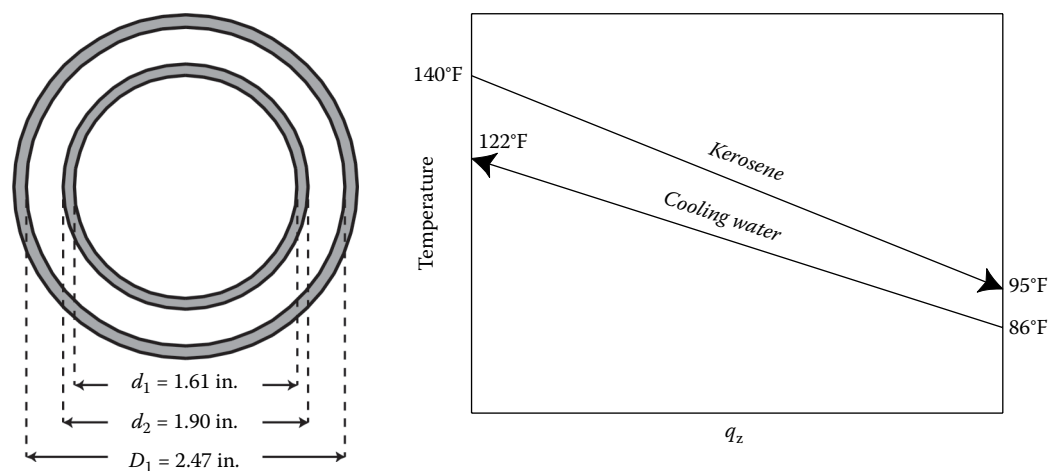 d₁ = 1.61 in.
d₂ = 1.90 in.
D₁ = 2.47 in.
Temperature
140°F
122°F
Kerosene
Cooling water
95°F
86°F
q_z